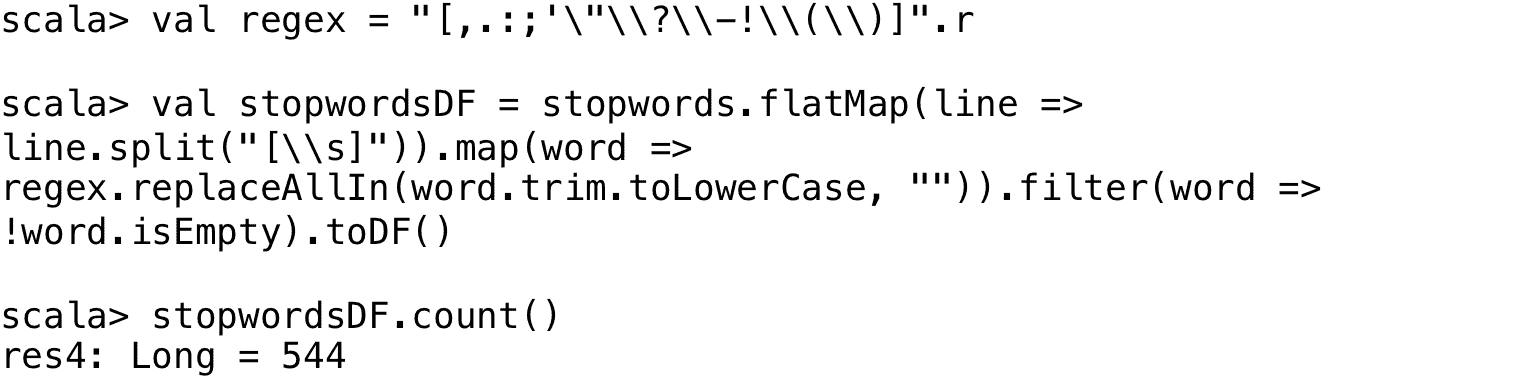 scala> val regex = "[,.:;'\"\\?\\-!\\(\\)]".r
scala> val stopwordsDF = stopwords.flatMap(line =>
line.split("[\\s]")).map(word =>
regex.replaceAllIn(word.trim.toLowerCase, "")).filter(word =>
!word.isEmpty).toDF()
scala> stopwordsDF.count()
res4: Long = 544